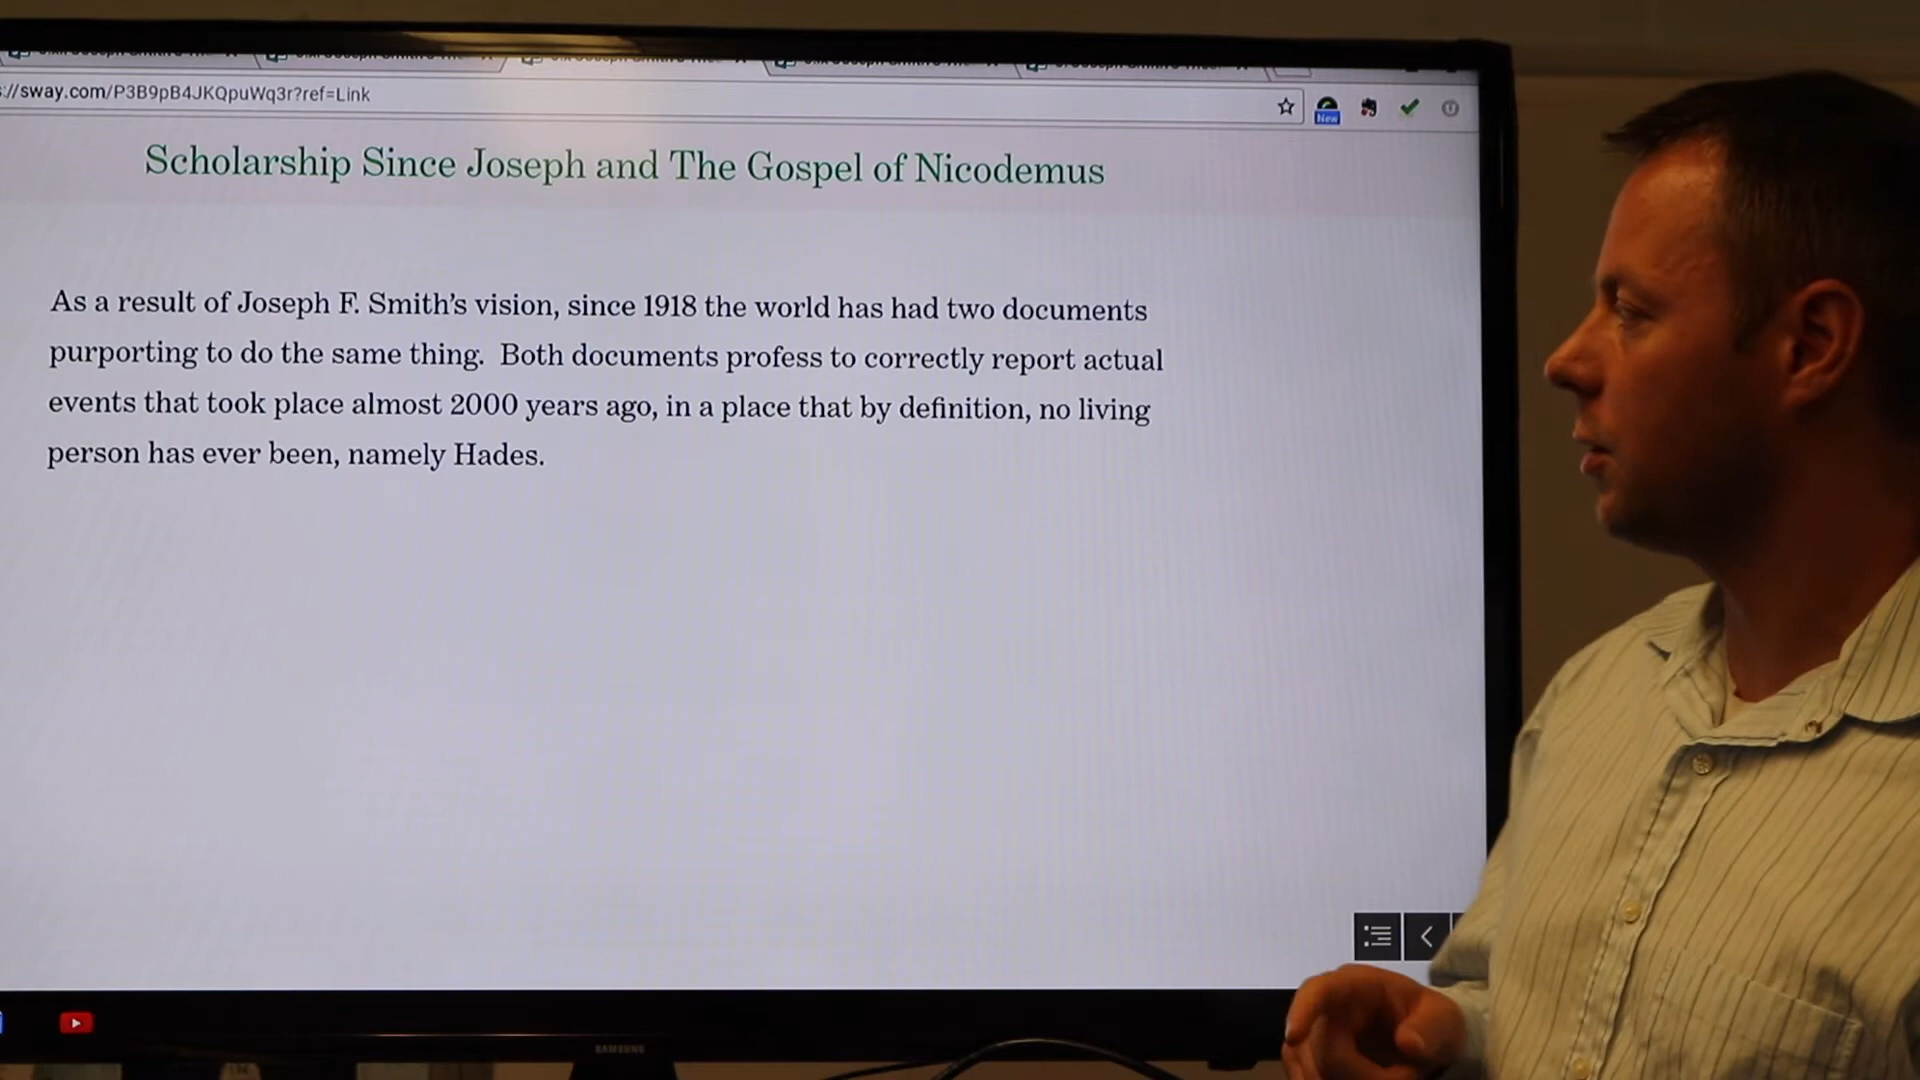 ://sway.com/P3B9pB4JKQpuWq3r?ref=Link
New
Scholarship Since Joseph and The Gospel of Nicodemus
As a result of Joseph F. Smith’s vision, since 1918 the world has had two documents
purporting to do the same thing.  Both documents profess to correctly report actual
events that took place almost 2000 years ago, in a place that by definition, no living
person has ever been, namely Hades.
SAMSUNG